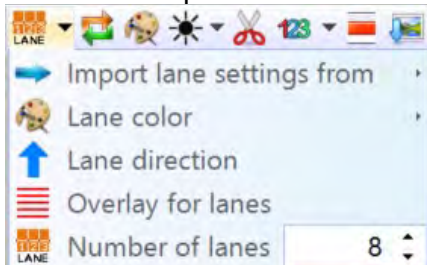 LANE 123
Import lane settings from
Lane color
Lane direction
Overlay for lanes
LANE Number of lanes 8